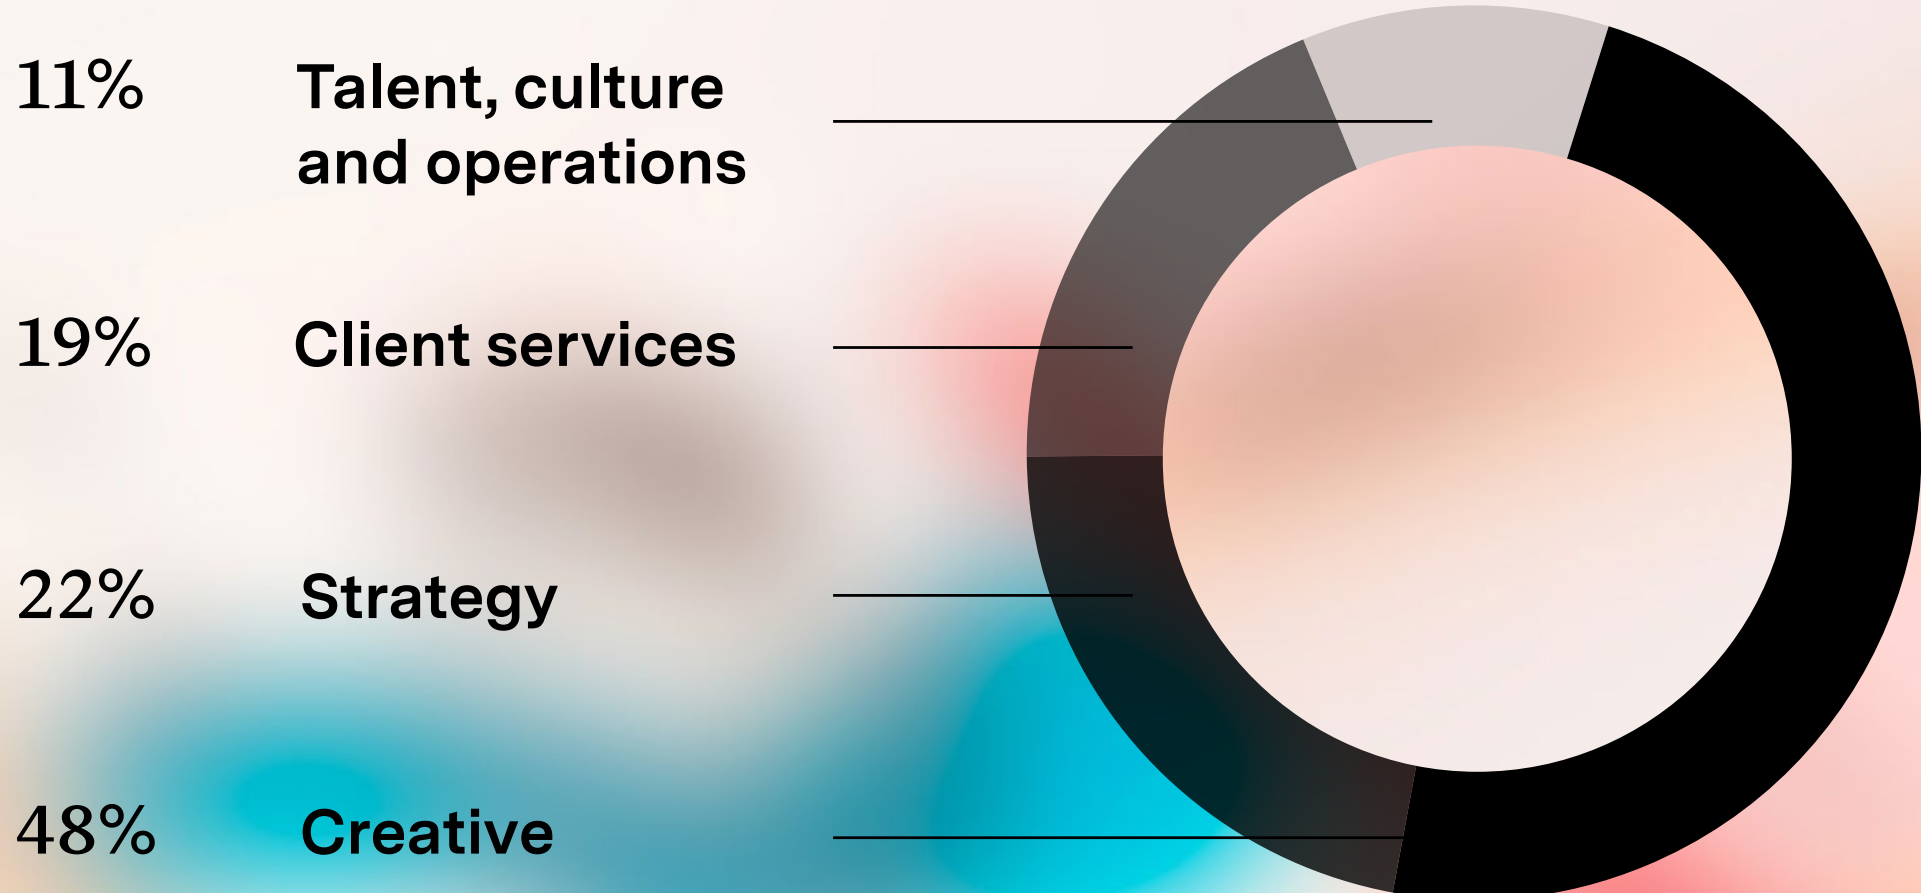 11% Talent, culture
and operations
19% Client services
22% Strategy
48% Creative